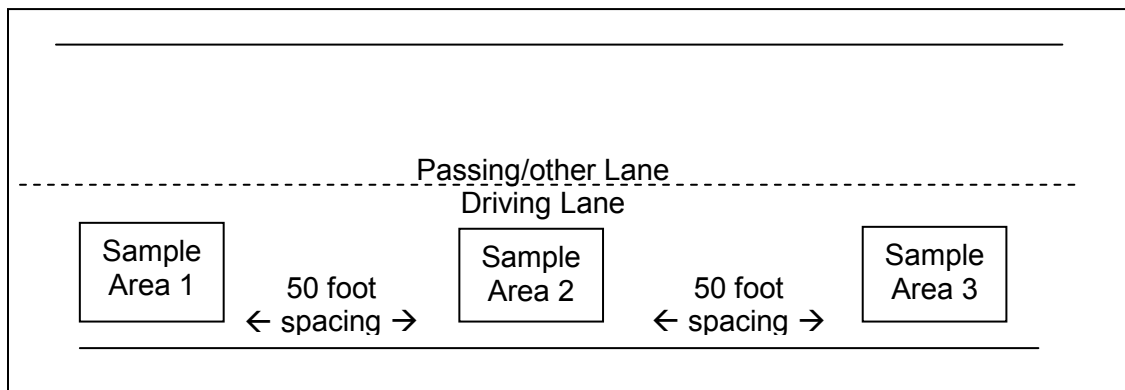 Passing/other Lane
Driving Lane
Sample
Area 1
50 foot
← spacing →
Sample
Area 2
50 foot
← spacing →
Sample
Area 3